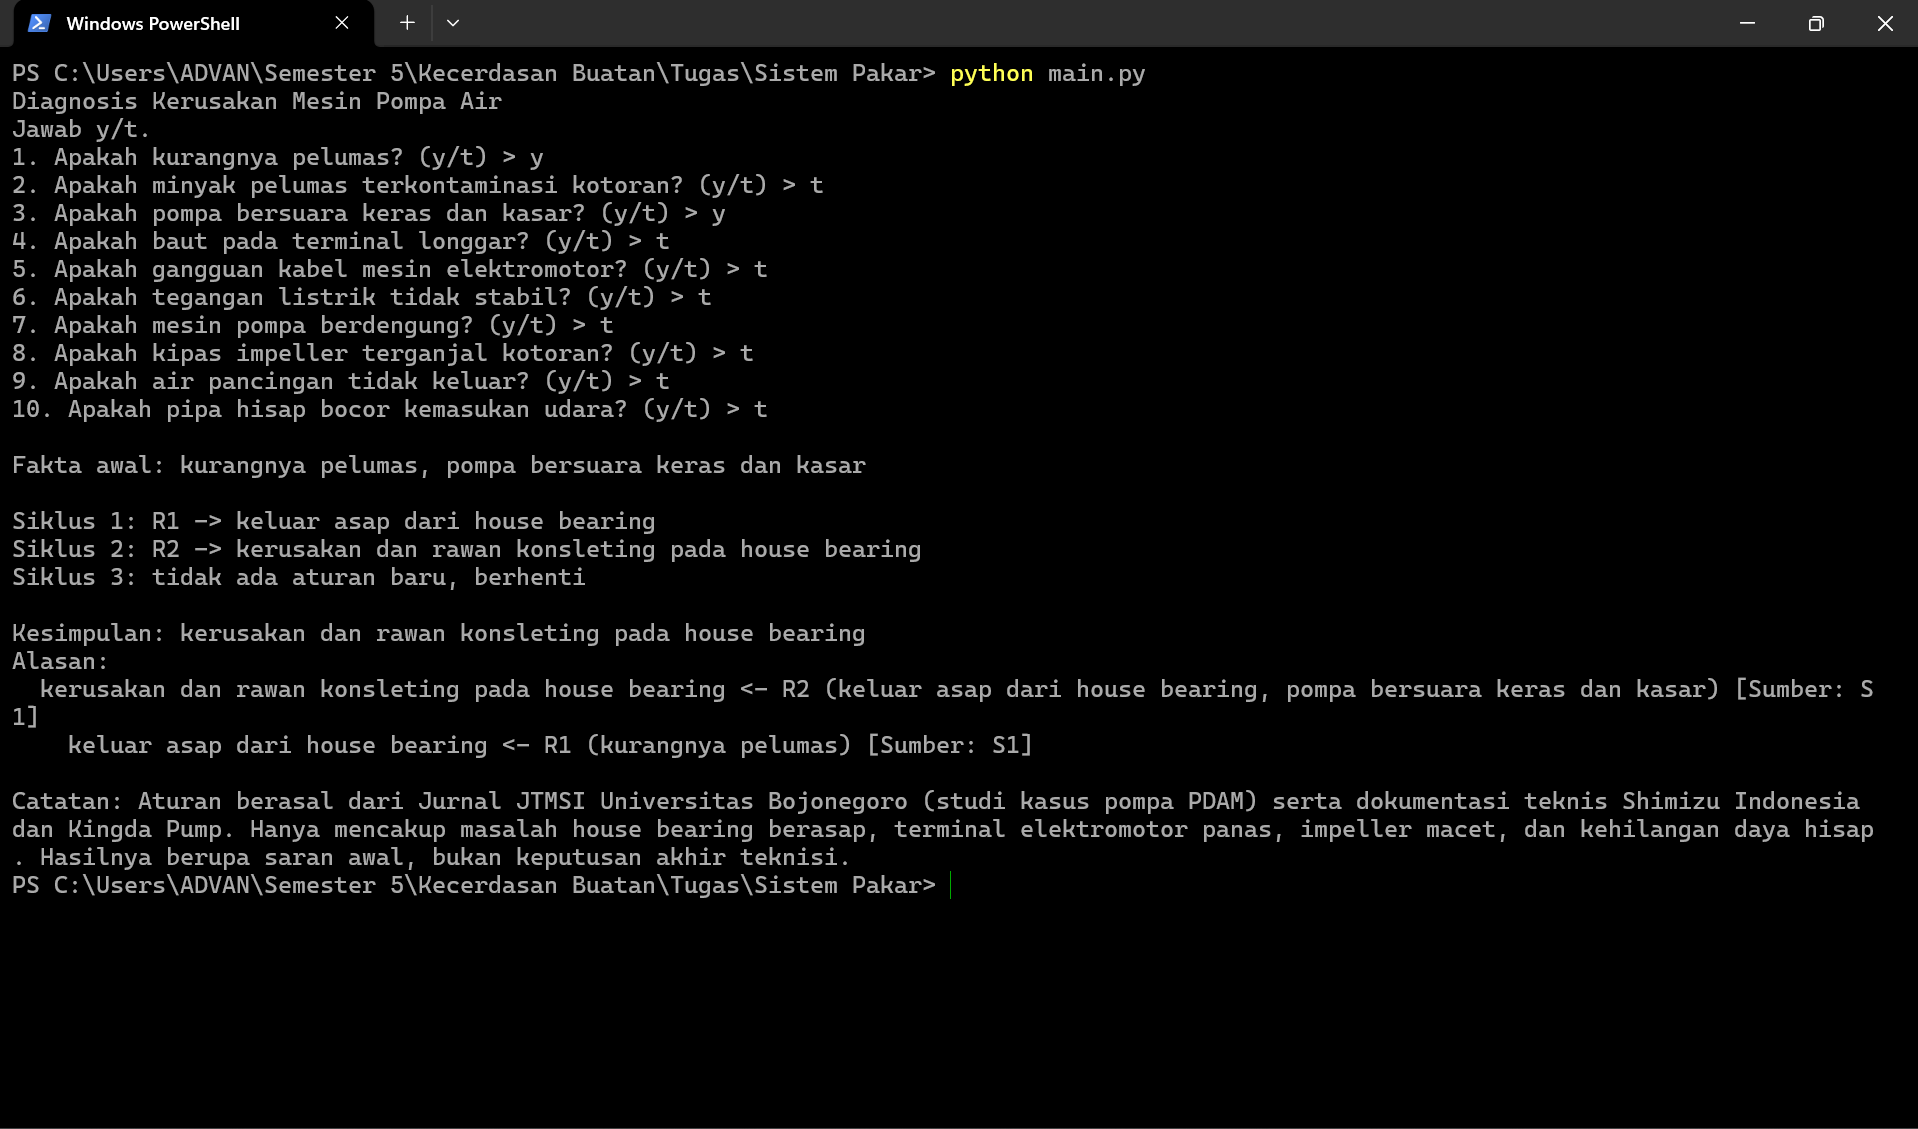 Windows PowerShell
PS C:\Users\ADVAN\Semester 5\Kecerdasan Buatan\Tugas\Sistem Pakar> python main.py
Diagnosis Kerusakan Mesin Pompa Air
Jawab y/t.
1. Apakah kurangnya pelumas? (y/t) > y
2. Apakah minyak pelumas terkontaminasi kotoran? (y/t) > t
3. Apakah pompa bersuara keras dan kasar? (y/t) > y
4. Apakah baut pada terminal longgar? (y/t) > t
5. Apakah gangguan kabel mesin elektromotor? (y/t) > t
6. Apakah tegangan listrik tidak stabil? (y/t) > t
7. Apakah mesin pompa berdengung? (y/t) > t
8. Apakah kipas impeller terganjal kotoran? (y/t) > t
9. Apakah air pancingan tidak keluar? (y/t) > t
10. Apakah pipa hisap bocor kemasukan udara? (y/t) > t
Fakta awal: kurangnya pelumas, pompa bersuara keras dan kasar
Siklus 1: R1 -> keluar asap dari house bearing
Siklus 2: R2 -> kerusakan dan rawan konsleting pada house bearing
Siklus 3: tidak ada aturan baru, berhenti
Kesimpulan: kerusakan dan rawan konsleting pada house bearing
Alasan:
  kerusakan dan rawan konsleting pada house bearing <- R2 (keluar asap dari house bearing, pompa bersuara keras dan kasar) [Sumber: S
1]
    keluar asap dari house bearing <- R1 (kurangnya pelumas) [Sumber: S1]
Catatan: Aturan berasal dari Jurnal JTMSI Universitas Bojonegoro (studi kasus pompa PDAM) serta dokumentasi teknis Shimizu Indonesia
dan Kingda Pump. Hanya mencakup masalah house bearing berasap, terminal elektromotor panas, impeller macet, dan kehilangan daya hisap
. Hasilnya berupa saran awal, bukan keputusan akhir teknisi.
PS C:\Users\ADVAN\Semester 5\Kecerdasan Buatan\Tugas\Sistem Pakar>